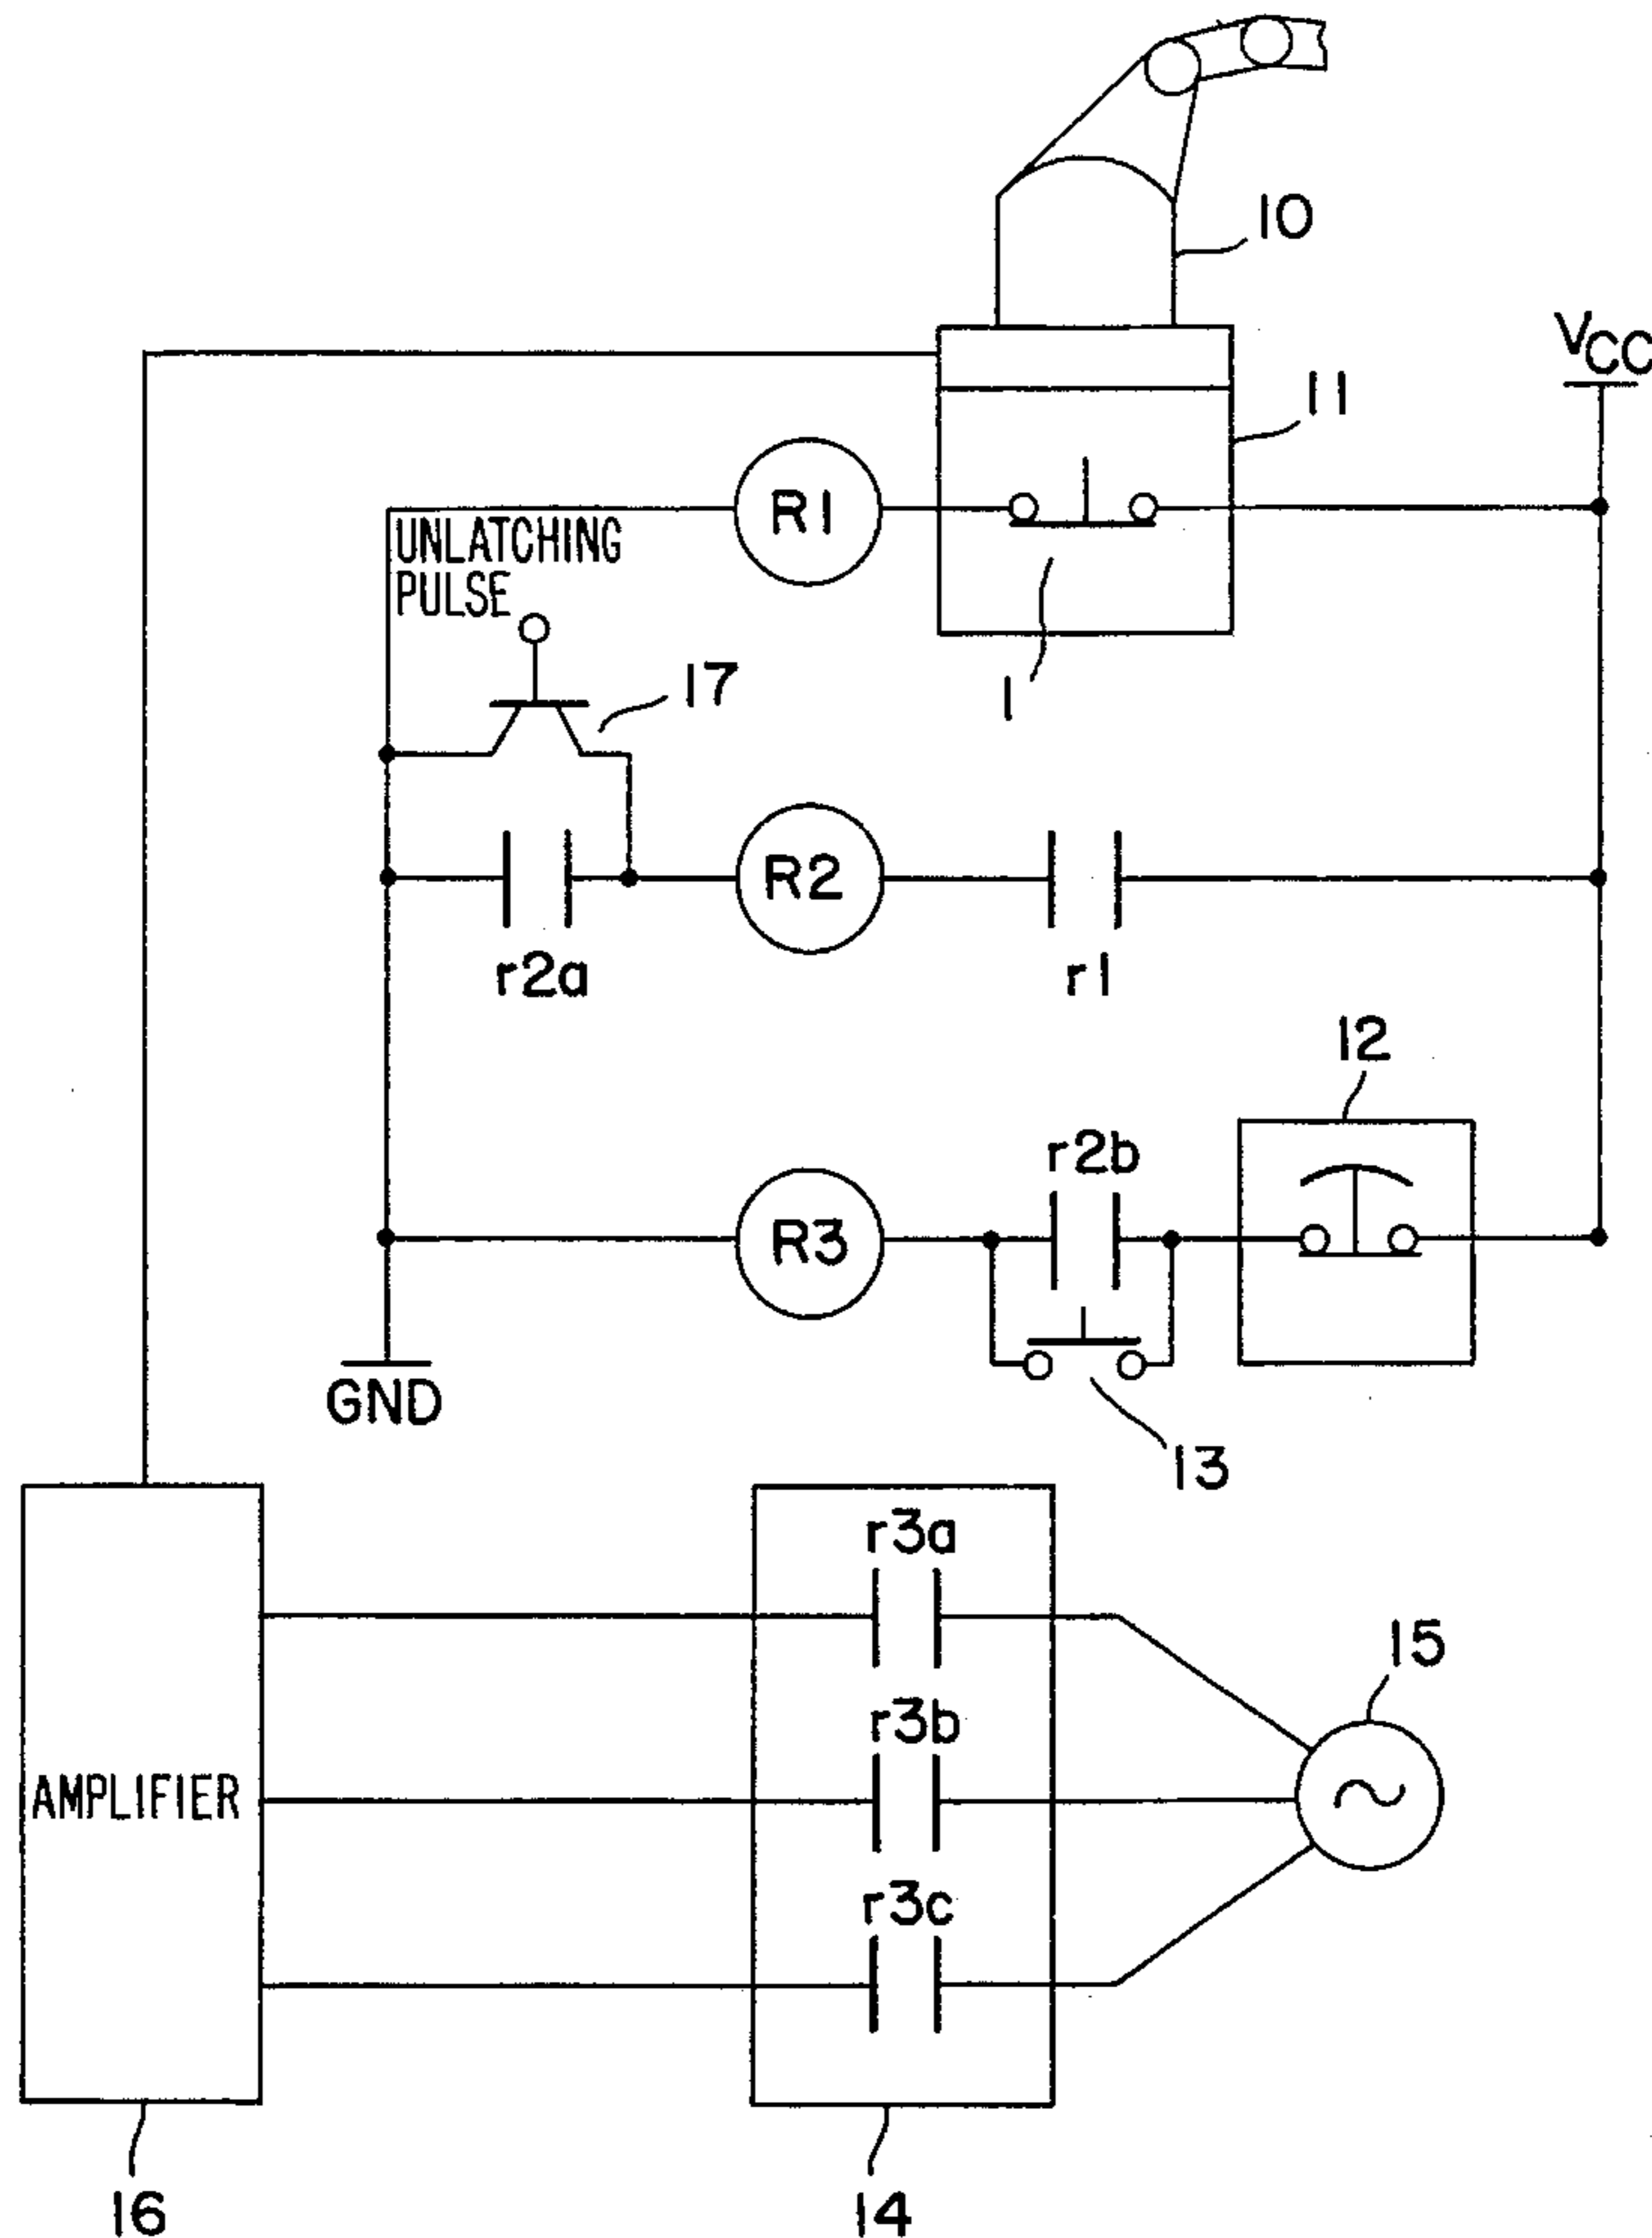 10
VCC
11
R1
UNLATCHING
PULSE
17
1
R2
r2a
r1
12
r2b
R3
GND
13
r3a
15
r3b
AMPLIFIER
r3c
16
14